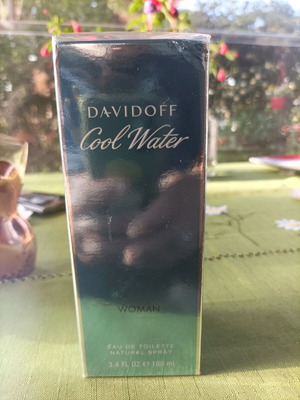 DAVIDOFF
Cool Water
WOMAN
EAU DE TOILETTE
NATURAL SPRAY
3.4 FL OZ e 100 ml